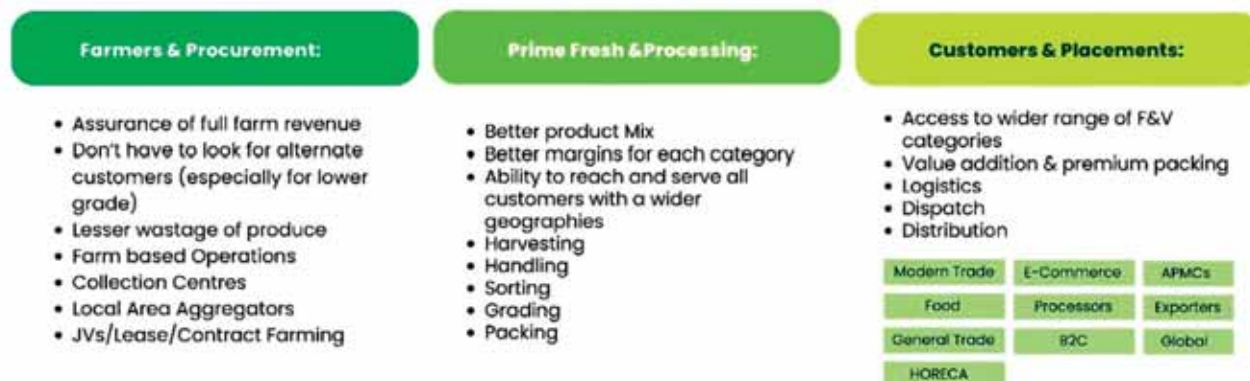 Farmers & Procurement:
• Assurance of full farm revenue
• Don't have to look for alternate
customers (especially for lower
grade)
• Lesser wastage of produce
• Farm based Operations
• Collection Centres
• Local Area Aggregators
• JVs/Lease/Contract Farming
Prime Fresh &Processing:
• Better product Mix
• Better margins for each category
• Ability to reach and serve all
customers with a wider
geographies
• Harvesting
• Handling
• Sorting
• Grading
• Packing
Customers & Placements:
• Access to wider range of F&V
categories
• Value addition & premium packing
• Logistics
• Dispatch
• Distribution
Modern Trade E-Commerce APMCs
Food Processors Exporters
General Trade B2C Global
HORECA